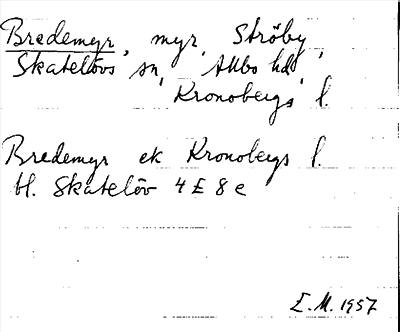 Bredemyr, myr, Ströby,
Skatelövs sn, Allbo hd,
Kronobergs l.
Bredemyr ek Kronobergs l.
bl. Skatelöv 4 E 8 e
E.M. 1957